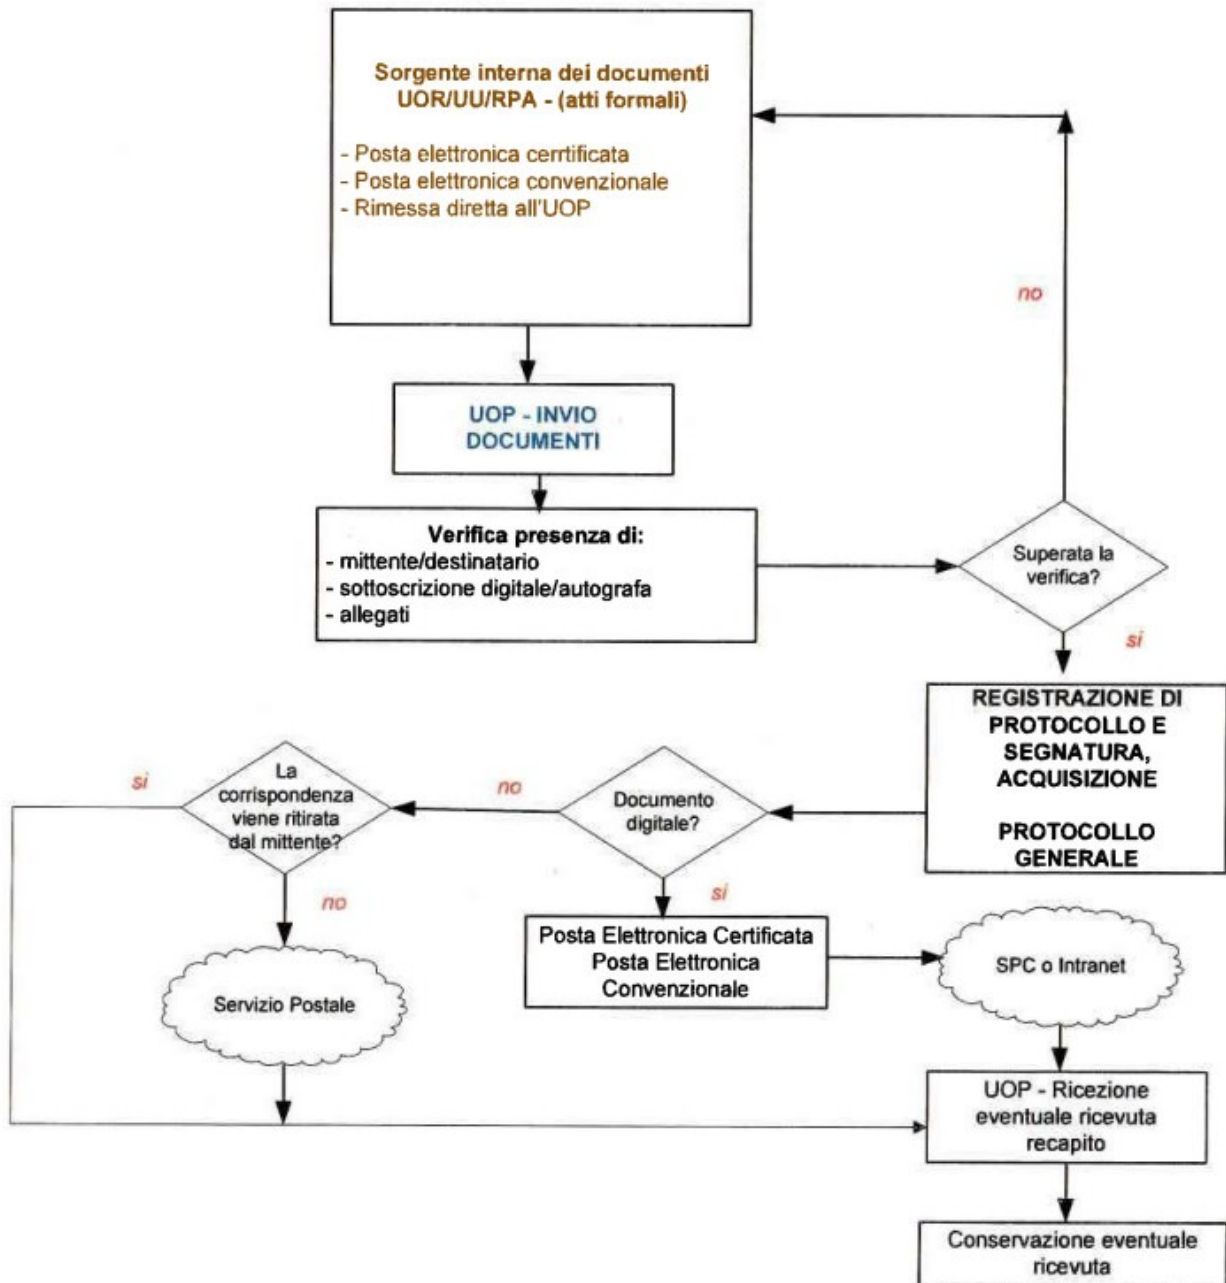 Sorgente interna dei documenti
UOR/UU/RPA - (atti formali)
- Posta elettronica cerrtificata
- Posta elettronica convenzionale
- Rimessa diretta all'UOP
no
UOP - INVIO
DOCUMENTI
Verifica presenza di:
- mittente/destinatario
- sottoscrizione digitale/autografa
- allegati
Superata la
verifica?
si
REGISTRAZIONE DI
PROTOCOLLO E
SEGNATURA,
ACQUISIZIONE
PROTOCOLLO
GENERALE
Documento
digitale?
no
La
corrispondenza
viene ritirata
dal mittente?
si
no
Servizio Postale
si
Posta Elettronica Certificata
Posta Elettronica
Convenzionale
SPC o Intranet
UOP - Ricezione
eventuale ricevuta
recapito
Conservazione eventuale
ricevuta